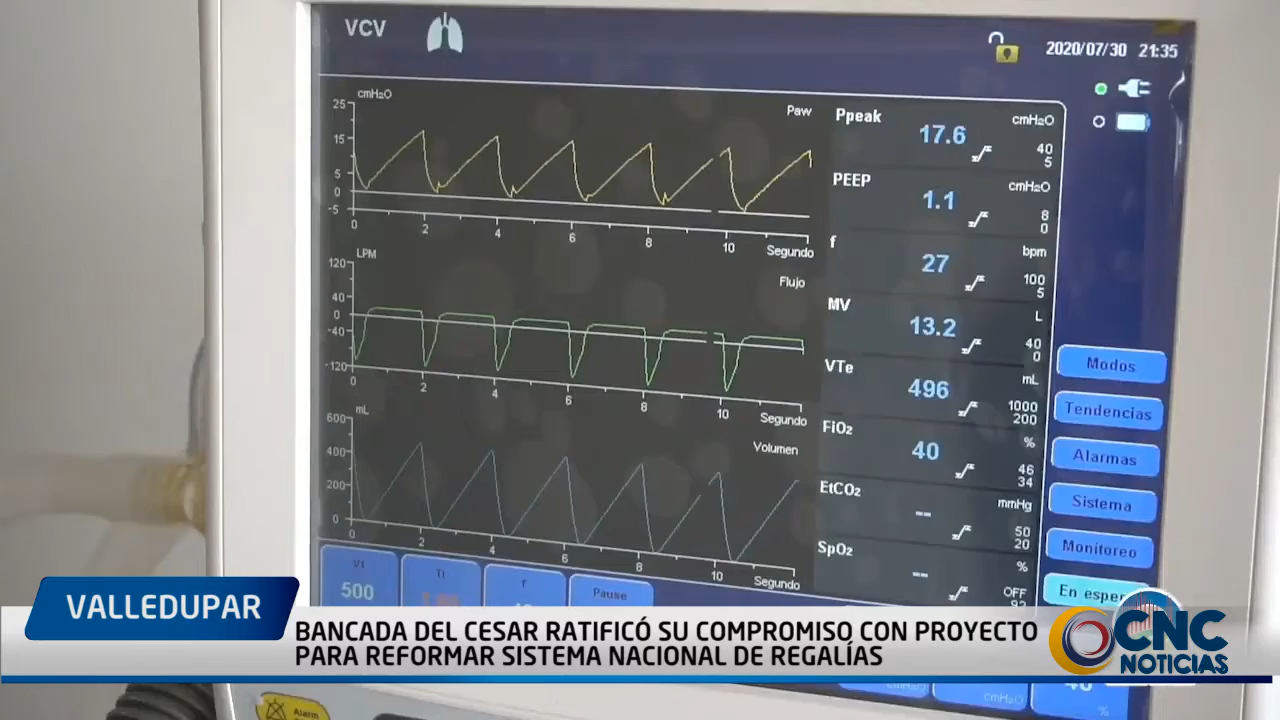 VCV
2020/07/30 21:35
cmH2O
Paw
25
15
5
0
-5
0 2 4 6 8 10 Segundo
LPM
Flujo
120
40
0
-40
-120
0 2 4 6 8 10 Segundo
mL
Volumen
600
400
200
0
0 2 4 6 8 10 Segundo
Ppeak
17.6
cmH2O
40
5
PEEP
1.1
cmH2O
8
0
f
27
bpm
100
5
MV
13.2
L
40
0
VTe
496
mL
1000
200
FiO2
40
%
46
34
EtCO2
--
mmHg
50
20
SpO2
--
%
OFF
Modos
Tendencias
Alarmas
Sistema
Monitoreo
En esper
Vt
500
Ti
f
Pause
VALLEDUPAR
BANCADA DEL CESAR RATIFICÓ SU COMPROMISO CON PROYECTO
PARA REFORMAR SISTEMA NACIONAL DE REGALÍAS
CNC
NOTICIAS
cmH2O
cmH2O
%
Alarm